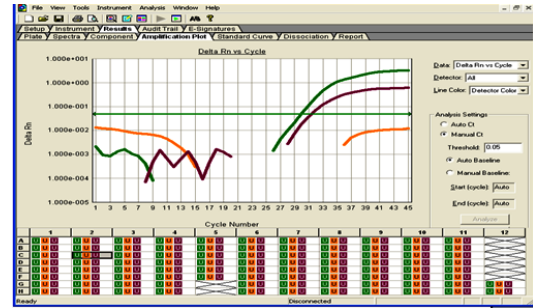 File View Tools Instrument Analysis Window Help
Setup Instrument Results Audit Trail E-Signatures
Plate Spectra Component Amplification Plot Standard Curve Dissociation Report
Delta Rn vs Cycle
Data: Delta Rn vs Cycle
Detector: All
Line Color: Detector Color
Analysis Settings
Auto Ct
Manual Ct
Threshold: 0.05
Auto Baseline
Manual Baseline:
Start (cycle): Auto
End (cycle): Auto
Analyze
Delta Rn
1.000e+001
1.000e+000
1.000e-001
1.000e-002
1.000e-003
1.000e-004
1.000e-005
1 3 5 7 9 11 13 15 17 19 21 23 25 27 29 31 33 35 37 39 41 43 45
Cycle Number
1 2 3 4 5 6 7 8 9 10 11 12
A
B
C
D
E
F
G
H
Ready Disconnected